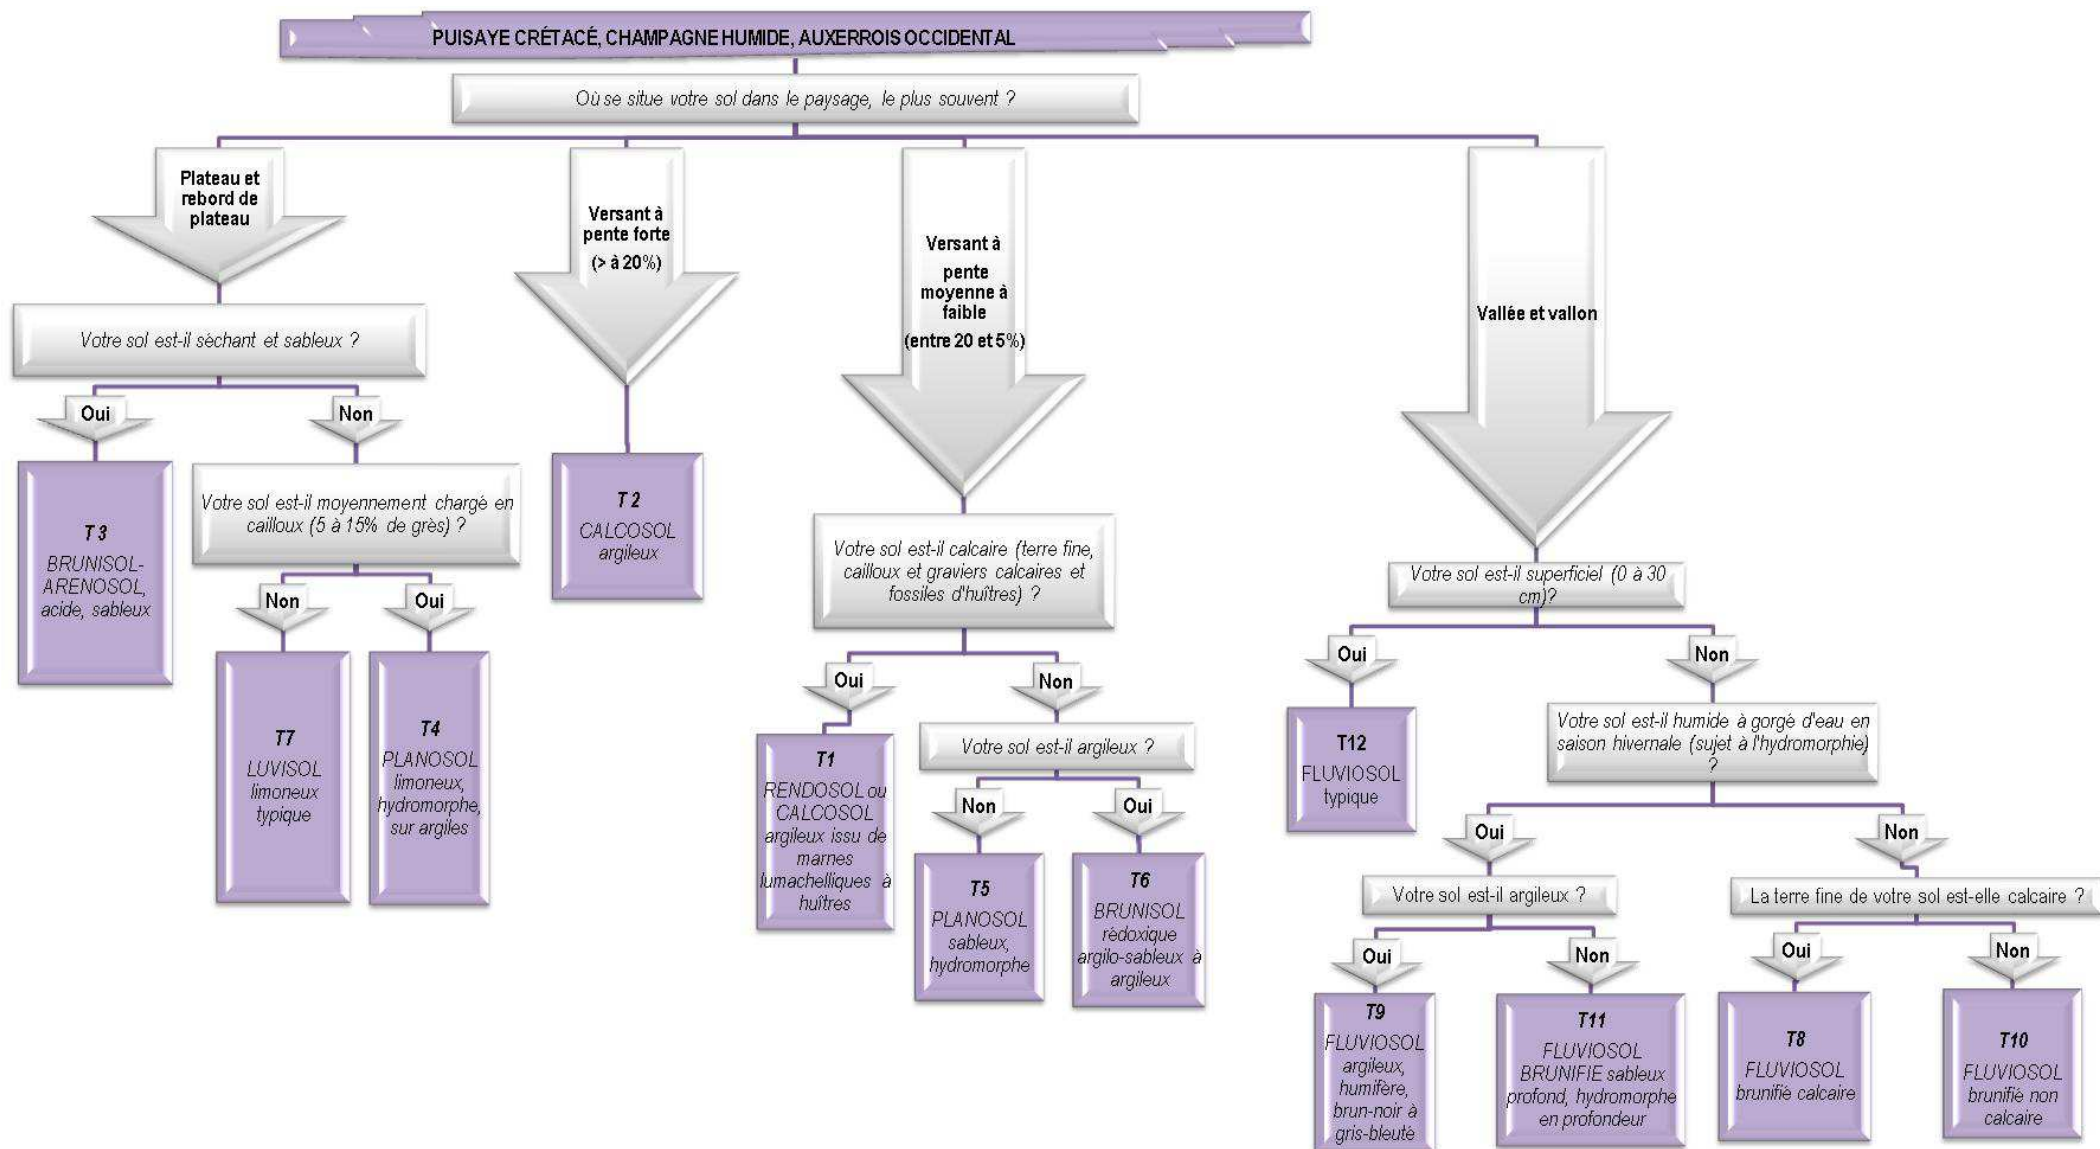 PUISAYE CRÉTACÉ, CHAMPAGNE HUMIDE, AUXERROIS OCCIDENTAL
Où se situe votre sol dans le paysage, le plus souvent ?
Plateau et
rebord de
plateau
Versant à
pente forte
(> à 20%)
Versant à
pente
moyenne à
faible
(entre 20 et 5%)
Vallée et vallon
Votre sol est-il séchant et sableux ?
Oui
Non
T 3
BRUNISOL-
ARENOSOL,
acide, sableux
Votre sol est-il moyennement chargé en
cailloux (5 à 15% de grès) ?
Non
Oui
T7
LUVISOL
limoneux
typique
T4
PLANOSOL
limoneux,
hydromorphe,
sur argiles
T 2
CALCOSOL
argileux
Votre sol est-il calcaire (terre fine,
cailloux et graviers calcaires et
fossiles d'huîtres) ?
Oui
Non
T1
RENDOSOL ou
CALCOSOL
argileux issu de
marnes
lumachelliques à
huîtres
Votre sol est-il argileux ?
Non
Oui
T5
PLANOSOL
sableux,
hydromorphe
T6
BRUNISOL
rédoxique
argilo-sableux à
argileux
Votre sol est-il superficiel (0 à 30
cm)?
Oui
Non
T12
FLUVIOSOL
typique
Votre sol est-il humide à gorgé d'eau en
saison hivernale (sujet à l'hydromorphie)
?
Oui
Non
Votre sol est-il argileux ?
La terre fine de votre sol est-elle calcaire ?
Oui
Non
Oui
Non
T9
FLUVIOSOL
argileux,
humifère,
brun-noir à
gris-bleuté
T11
FLUVIOSOL
BRUNIFIE sableux
profond, hydromorphe
en profondeur
T8
FLUVIOSOL
brunifié calcaire
T10
FLUVIOSOL
brunifié non
calcaire